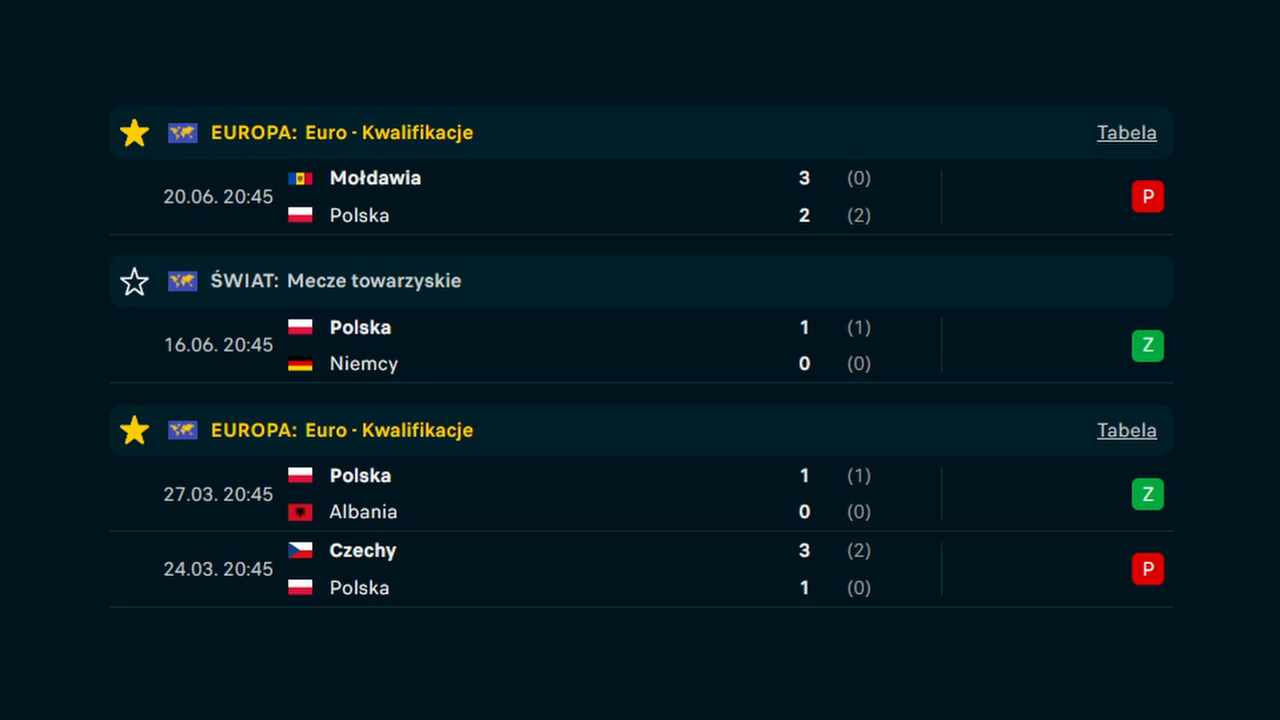 EUROPA: Euro - Kwalifikacje Tabela
20.06. 20:45
Mołdawia 3 (0)
Polska 2 (2)
P
ŚWIAT: Mecze towarzyskie
16.06. 20:45
Polska 1 (1)
Niemcy 0 (0)
Z
EUROPA: Euro - Kwalifikacje Tabela
27.03. 20:45
Polska 1 (1)
Albania 0 (0)
Z
24.03. 20:45
Czechy 3 (2)
Polska 1 (0)
P